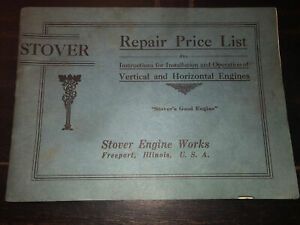 STOVER
Repair Price List
Also
Instructions for Installation and Operation of
Vertical and Horizontal Engines
"Stover's Good Engine"
Stover Engine Works
Freeport, Illinois, U. S. A.